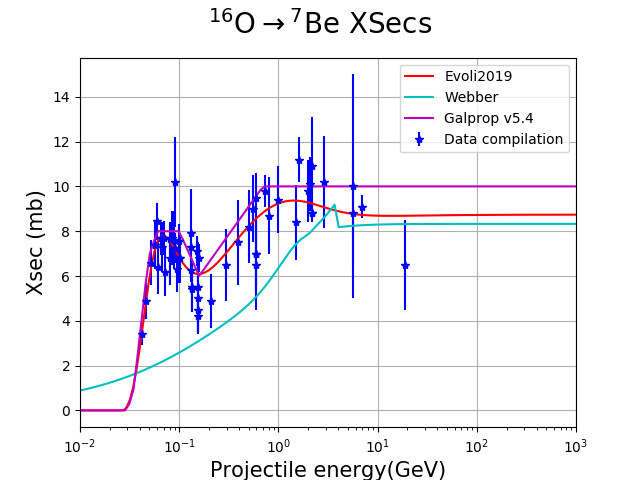 ¹⁶O→⁷Be XSecs
Evoli2019
Webber
Galprop v5.4
Data compilation
Xsec (mb)
14
12
10
8
6
4
2
0
10⁻² 10⁻¹ 10⁰ 10¹ 10² 10³
Projectile energy(GeV)